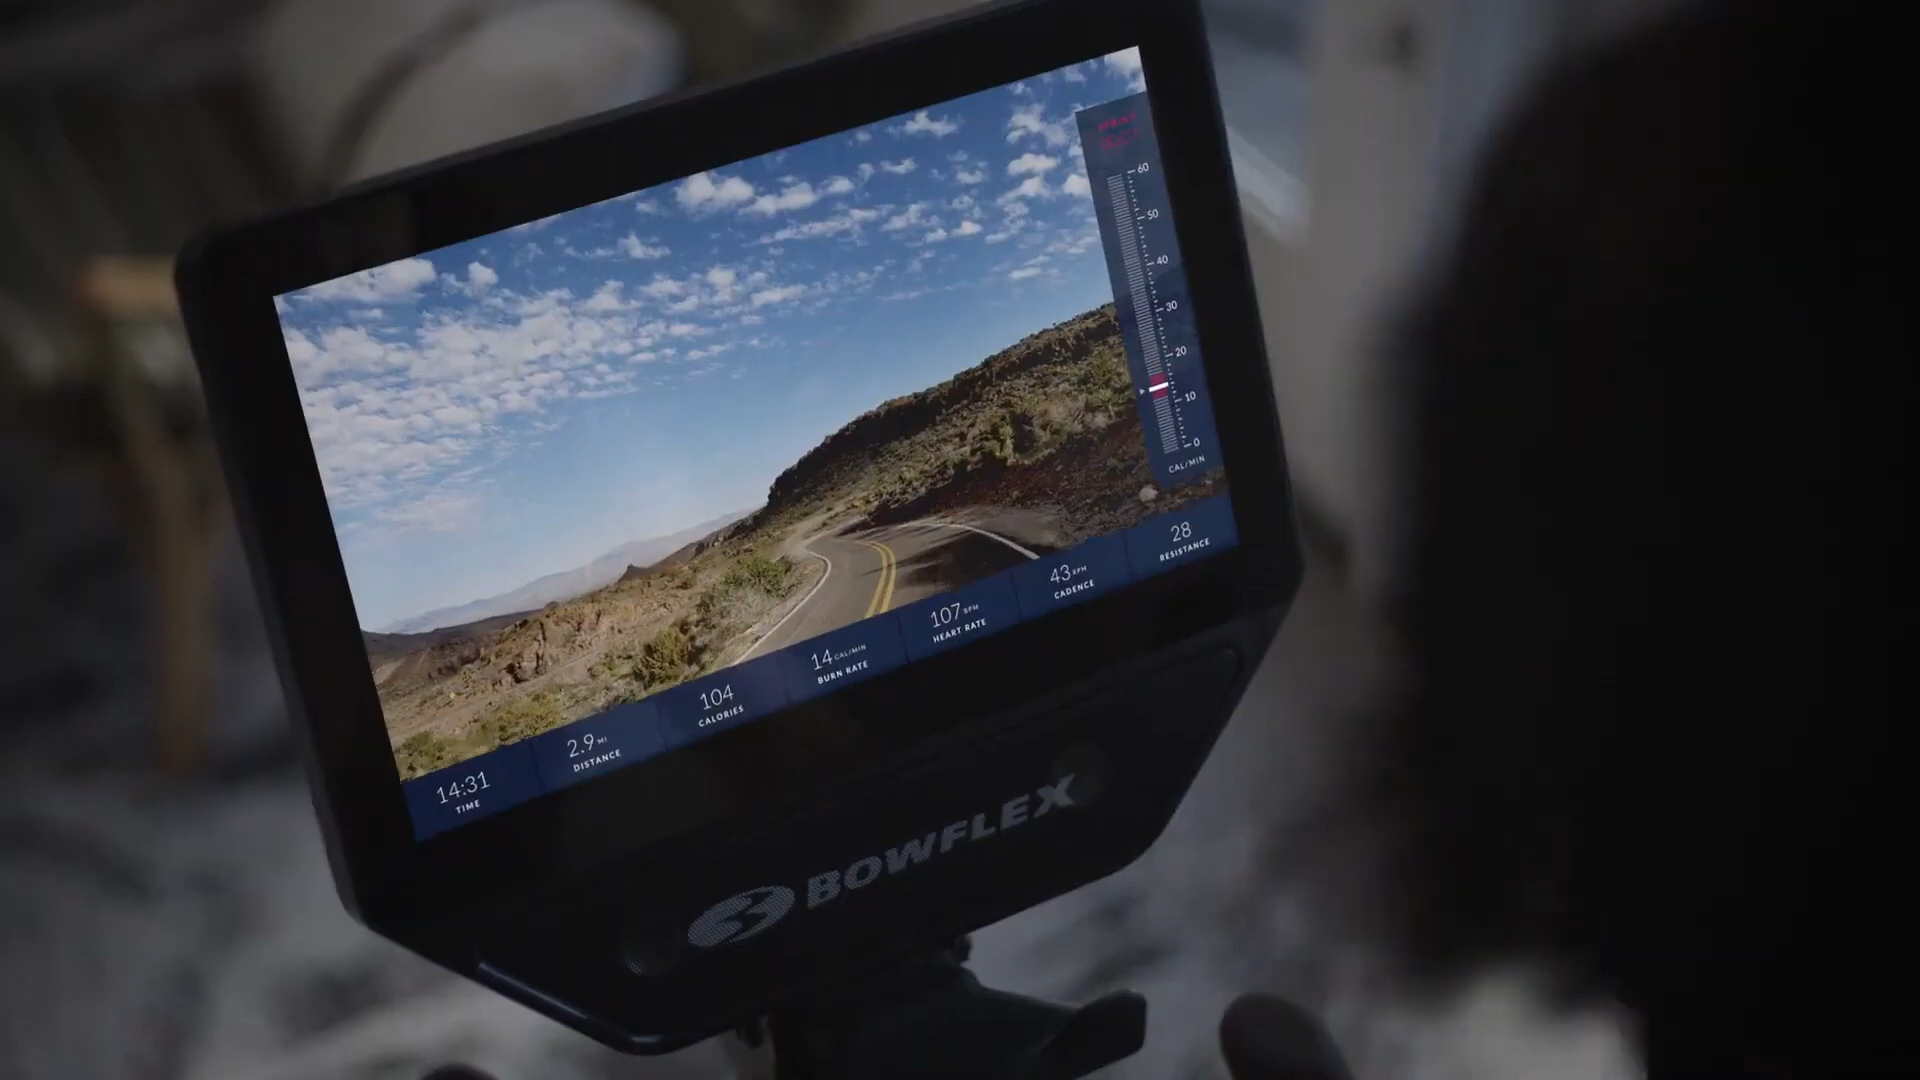 60
50
40
30
20
10
0
CAL/MIN
14:31
TIME
2.9 MI
DISTANCE
104
CALORIES
14 CAL/MIN
BURN RATE
107 BPM
HEART RATE
43 RPM
CADENCE
28
RESISTANCE
BOWFLEX